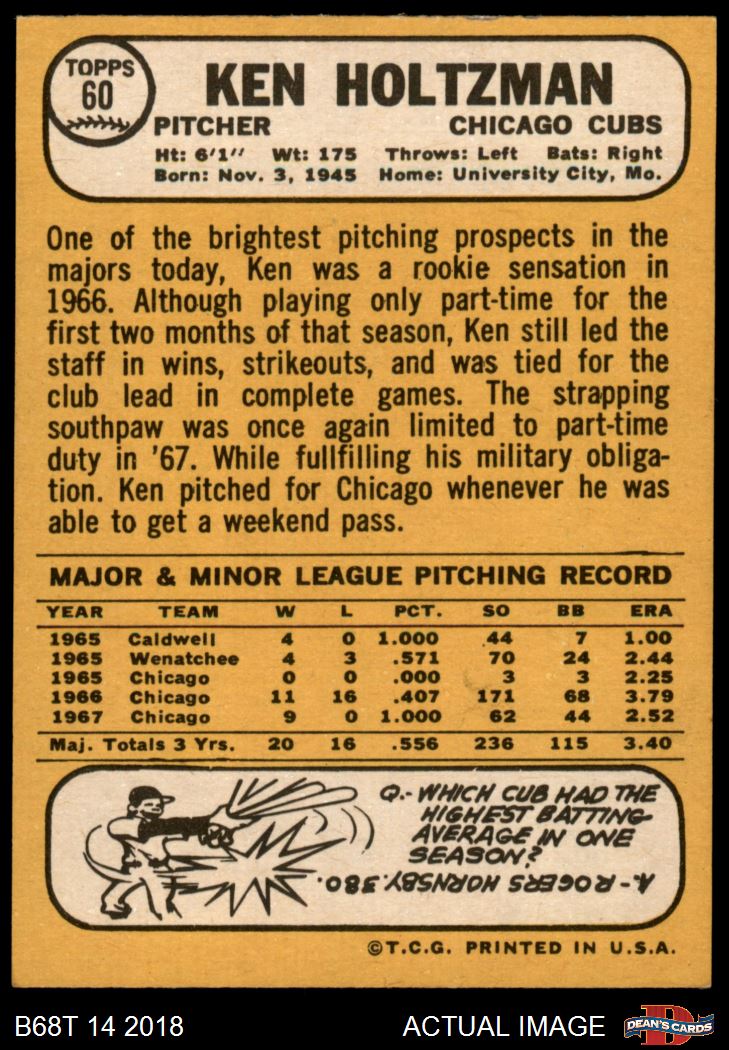 TOPPS
60
KEN HOLTZMAN
PITCHER CHICAGO CUBS
Ht: 6'1" Wt: 175 Throws: Left Bats: Right
Born: Nov. 3, 1945 Home: University City, Mo.
One of the brightest pitching prospects in the
majors today, Ken was a rookie sensation in
1966. Although playing only part-time for the
first two months of that season, Ken still led the
staff in wins, strikeouts, and was tied for the
club lead in complete games. The strapping
southpaw was once again limited to part-time
duty in '67. While fullfilling his military obliga-
tion. Ken pitched for Chicago whenever he was
able to get a weekend pass.
MAJOR & MINOR LEAGUE PITCHING RECORD
YEAR TEAM W L PCT. SO BB ERA
1965 Caldwell 4 0 1.000 44 7 1.00
1965 Wenatchee 4 3 .571 70 24 2.44
1965 Chicago 0 0 .000 3 3 2.25
1966 Chicago 11 16 .407 171 68 3.79
1967 Chicago 9 0 1.000 62 44 2.52
Maj. Totals 3 Yrs. 20 16 .556 236 115 3.40
Q.- WHICH CUB HAD THE
HIGHEST BATTING
AVERAGE IN ONE
SEASON?
A- ROGERS HORNSBY .380.
©T.C.G. PRINTED IN U.S.A.
B68T 14 2018 ACTUAL IMAGE D DEAN'S CARDS